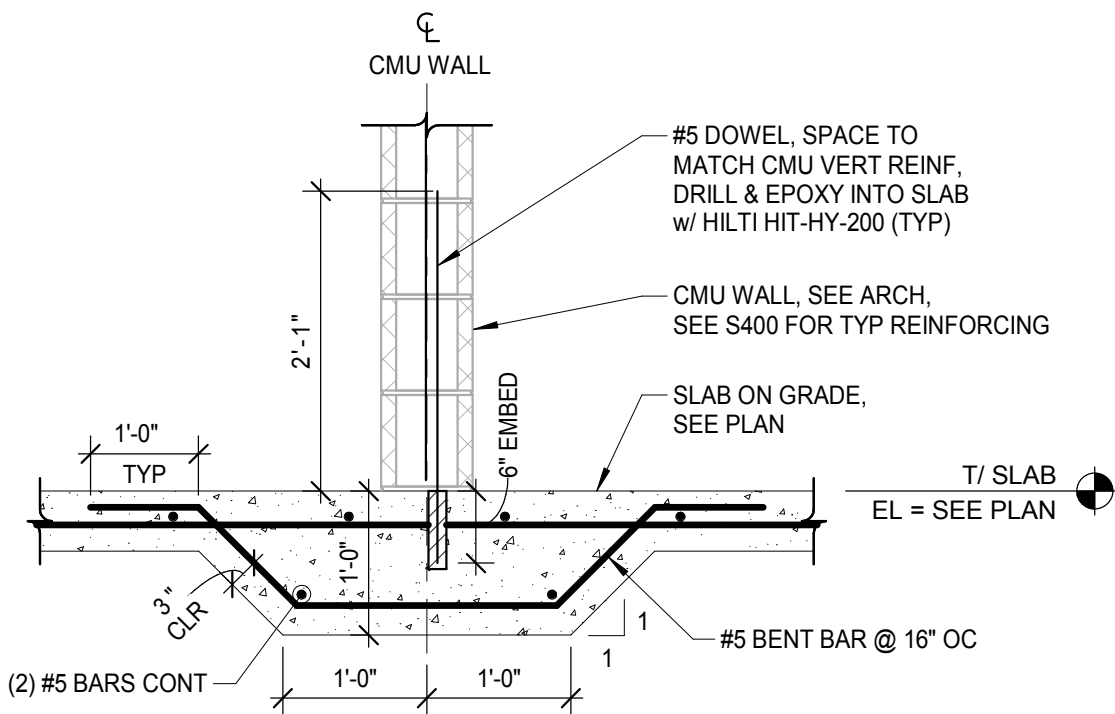 ℄
CMU WALL
#5 DOWEL, SPACE TO
MATCH CMU VERT REINF,
DRILL & EPOXY INTO SLAB
w/ HILTI HIT-HY-200 (TYP)
CMU WALL, SEE ARCH,
SEE S400 FOR TYP REINFORCING
2'-1"
6" EMBED
SLAB ON GRADE,
SEE PLAN
1'-0"
TYP
T/ SLAB
EL = SEE PLAN
1'-0"
3"
CLR
1
1
#5 BENT BAR @ 16" OC
(2) #5 BARS CONT
1'-0"
1'-0"